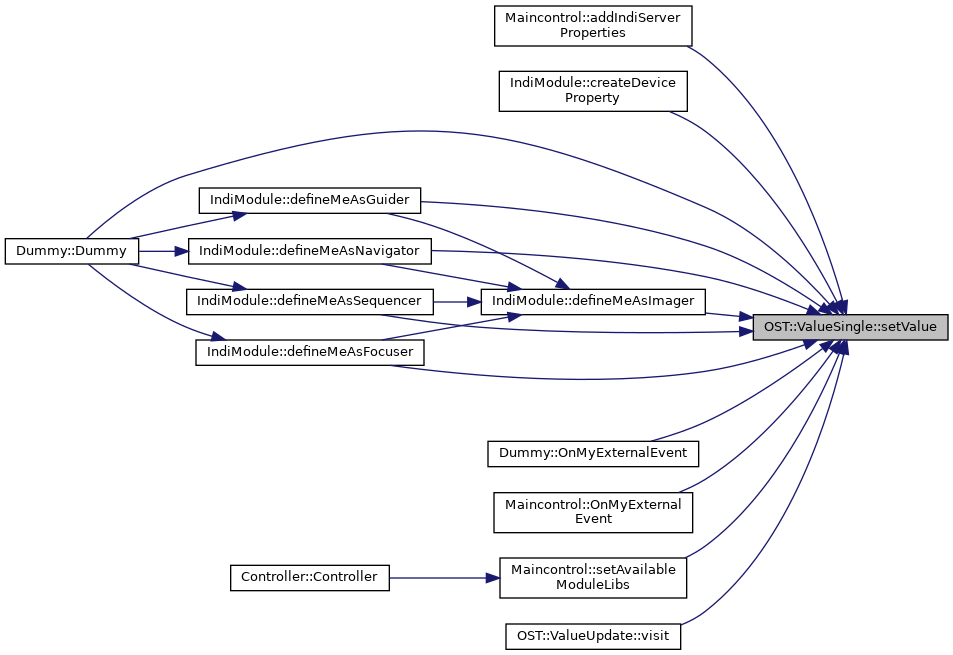 Maincontrol::addIndiServer
Properties
IndiModule::createDevice
Property
IndiModule::defineMeAsGuider
Dummy::Dummy
IndiModule::defineMeAsNavigator
IndiModule::defineMeAsSequencer
IndiModule::defineMeAsImager
OST::ValueSingle::setValue
IndiModule::defineMeAsFocuser
Dummy::OnMyExternalEvent
Maincontrol::OnMyExternal
Event
Maincontrol::setAvailable
ModuleLibs
Controller::Controller
OST::ValueUpdate::visit